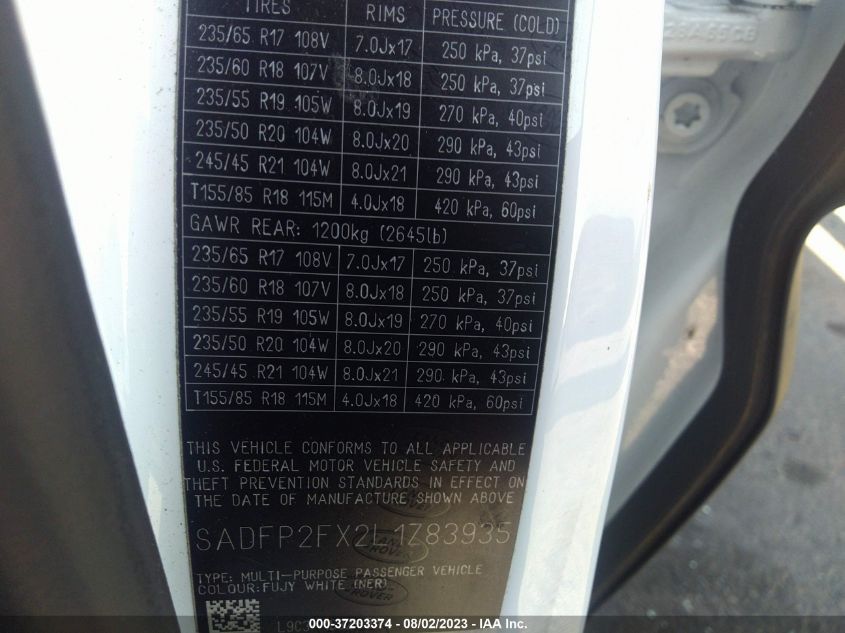 TIRES RIMS PRESSURE (COLD)
235/65 R17 108V 7.0Jx17 250 kPa, 37psi
235/60 R18 107V 8.0Jx18 250 kPa, 37psi
235/55 R19 105W 8.0Jx19 270 kPa, 40psi
235/50 R20 104W 8.0Jx20 290 kPa, 43psi
245/45 R21 104W 8.0Jx21 290 kPa, 43psi
T155/85 R18 115M 4.0Jx18 420 kPa, 60psi
GAWR REAR: 1200kg (2645lb)
235/65 R17 108V 7.0Jx17 250 kPa, 37psi
235/60 R18 107V 8.0Jx18 250 kPa, 37psi
235/55 R19 105W 8.0Jx19 270 kPa, 40psi
235/50 R20 104W 8.0Jx20 290 kPa, 43psi
245/45 R21 104W 8.0Jx21 290 kPa, 43psi
T155/85 R18 115M 4.0Jx18 420 kPa, 60psi
THIS VEHICLE CONFORMS TO ALL APPLICABLE
U.S. FEDERAL MOTOR VEHICLE SAFETY AND
THEFT PREVENTION STANDARDS IN EFFECT ON
THE DATE OF MANUFACTURE SHOWN ABOVE
SADFP2FX2L1Z83935
TYPE: MULTI-PURPOSE PASSENGER VEHICLE
COLOUR: FUJY WHITE (NER)
000-37203374 - 08/02/2023 - IAA Inc.